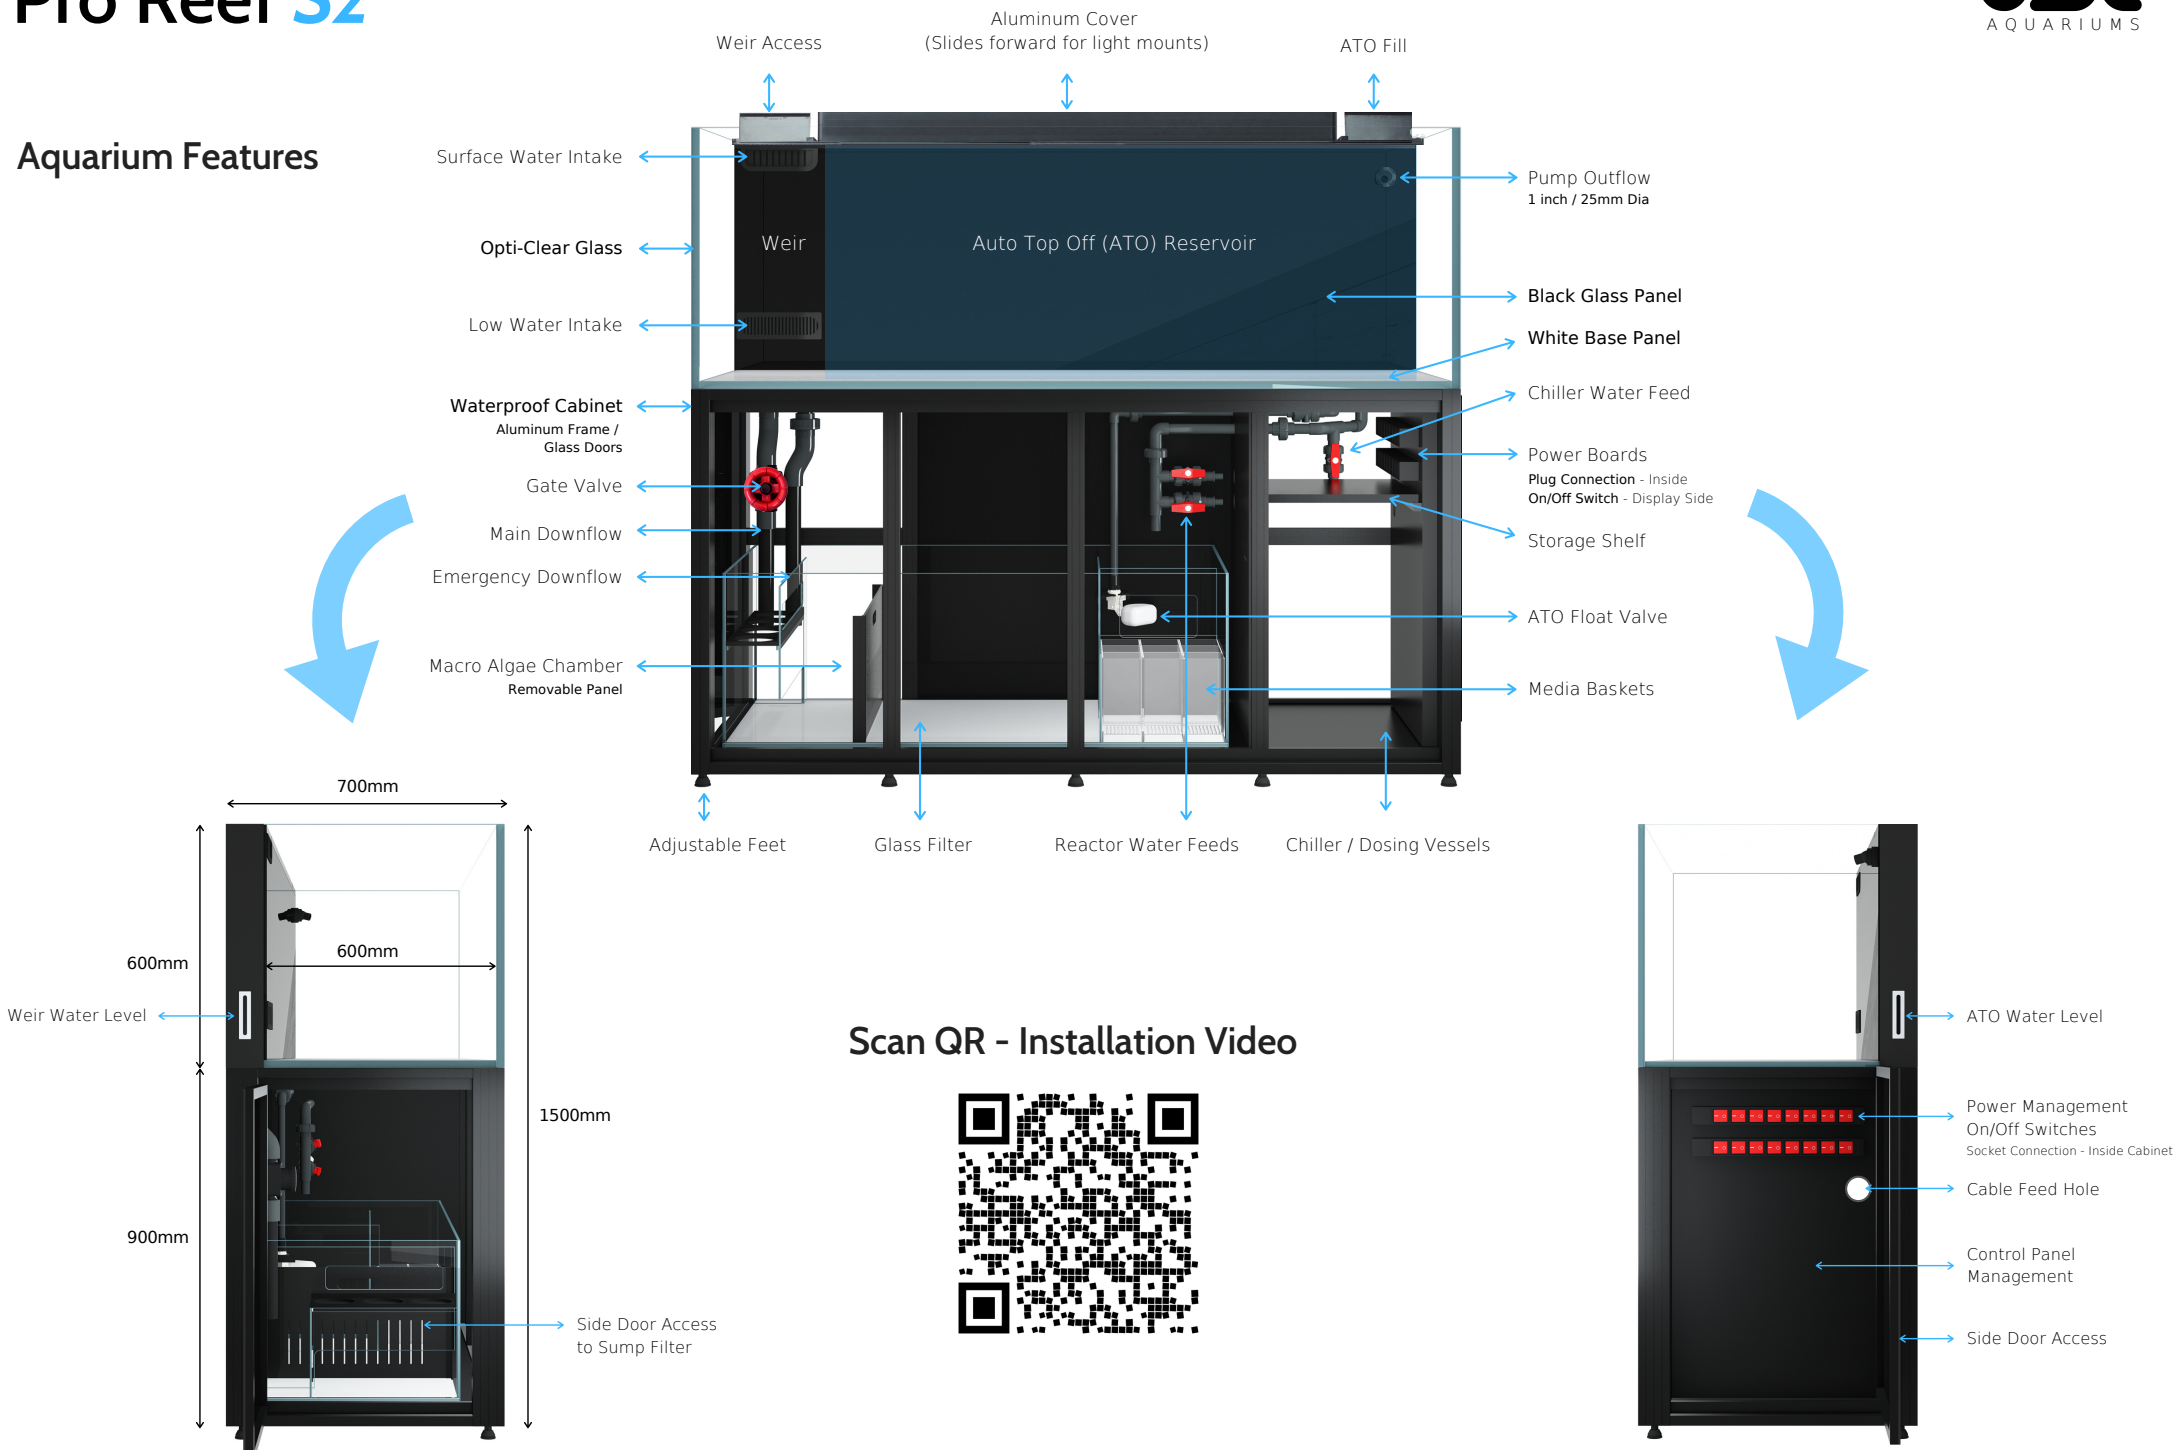 Pro Reef S2
AQUARIUMS
Aquarium Features
Weir Access
Aluminum Cover
(Slides forward for light mounts)
ATO Fill
Surface Water Intake
Opti-Clear Glass
Low Water Intake
Waterproof Cabinet
Aluminum Frame /
Glass Doors
Gate Valve
Main Downflow
Emergency Downflow
Macro Algae Chamber
Removable Panel
Weir
Auto Top Off (ATO) Reservoir
Pump Outflow
1 inch / 25mm Dia
Black Glass Panel
White Base Panel
Chiller Water Feed
Power Boards
Plug Connection - Inside
On/Off Switch - Display Side
Storage Shelf
ATO Float Valve
Media Baskets
Adjustable Feet
Glass Filter
Reactor Water Feeds
Chiller / Dosing Vessels
700mm
600mm
600mm
Weir Water Level
1500mm
900mm
Side Door Access
to Sump Filter
Scan QR - Installation Video
ATO Water Level
Power Management
On/Off Switches
Socket Connection - Inside Cabinet
Cable Feed Hole
Control Panel
Management
Side Door Access